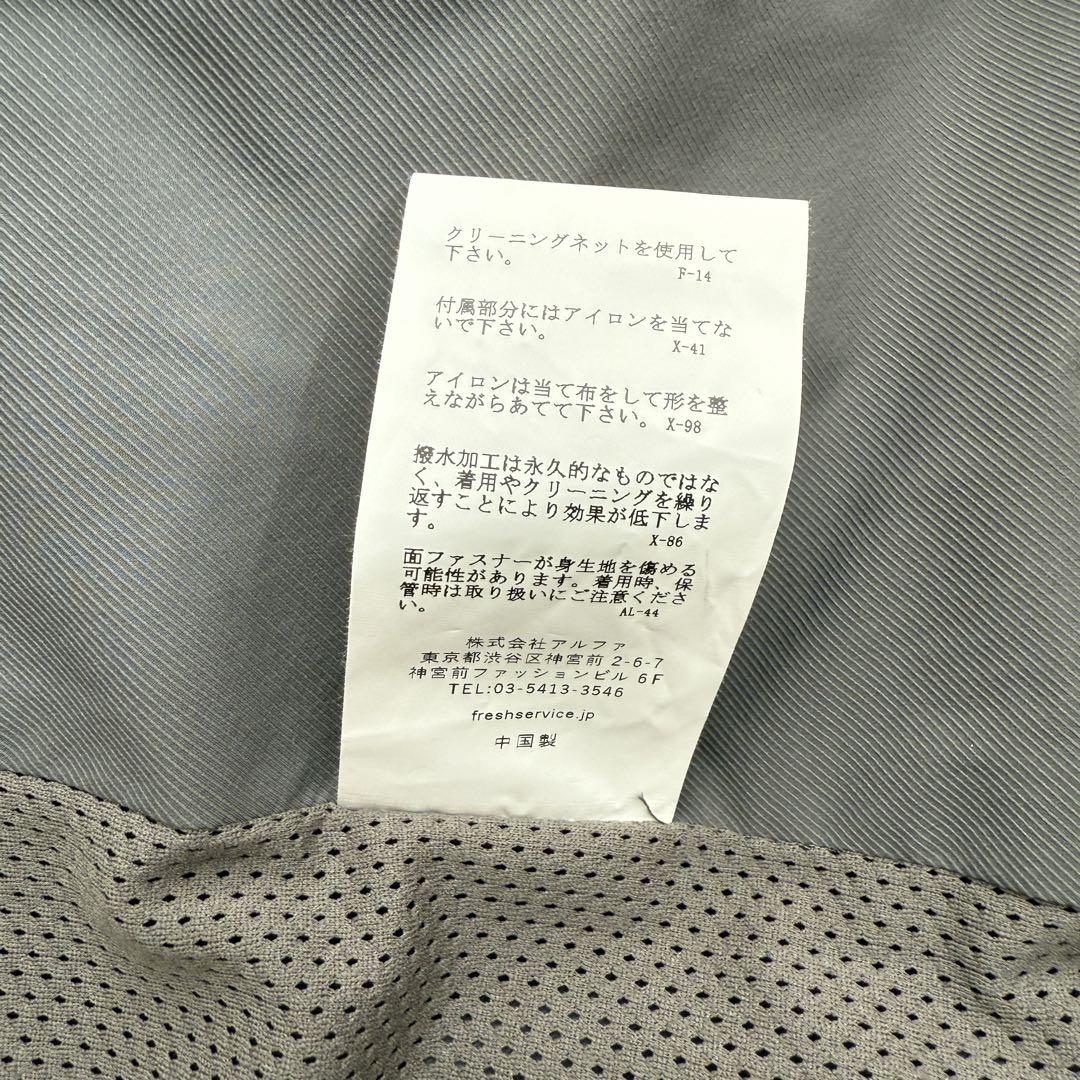 クリーニングネットを使用して
下さい。
F-14
付属部分にはアイロンを当てな
いで下さい。
X-41
アイロンは当て布をして形を整
えながらあてて下さい。 X-98
撥水加工は永久的なものではな
く、着用やクリーニングを繰り
返すことにより効果が低下しま
す。
X-86
面ファスナーが身生地を傷める
可能性があります。着用時、保
管時は取り扱いにご注意くださ
い。
AL-44
株式会社アルファ
東京都渋谷区神宮前 2-6-7
神宮前ファッションビル 6F
TEL:03-5413-3546
freshservice.jp
中国製